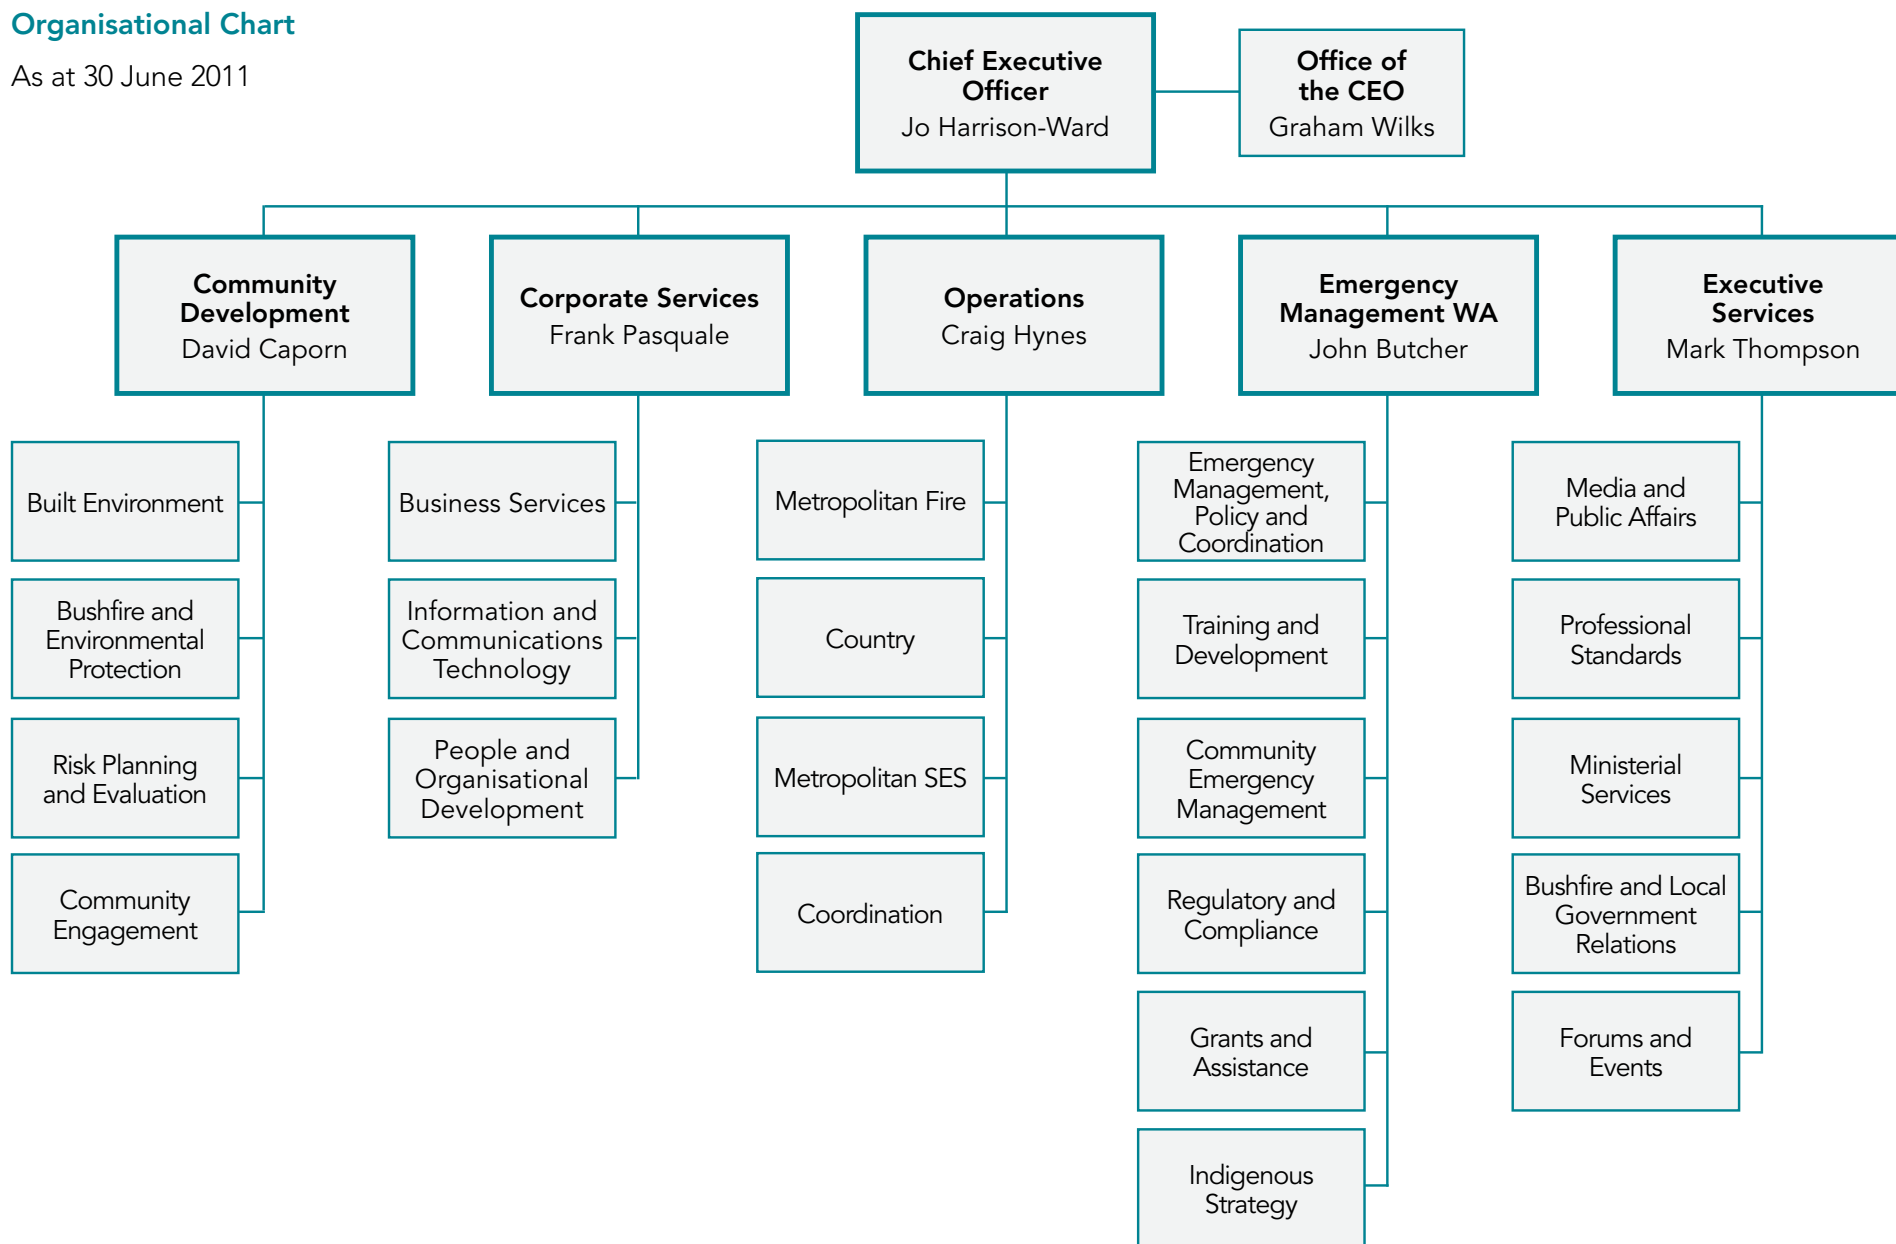 Organisational Chart
As at 30 June 2011
Chief Executive
Officer
Jo Harrison-Ward
Office of
the CEO
Graham Wilks
Community
Development
David Caporn
Corporate Services
Frank Pasquale
Operations
Craig Hynes
Emergency
Management WA
John Butcher
Executive
Services
Mark Thompson
Built Environment
Bushfire and
Environmental
Protection
Risk Planning
and Evaluation
Community
Engagement
Business Services
Information and
Communications
Technology
People and
Organisational
Development
Metropolitan Fire
Country
Metropolitan SES
Coordination
Emergency
Management,
Policy and
Coordination
Training and
Development
Community
Emergency
Management
Regulatory and
Compliance
Grants and
Assistance
Indigenous
Strategy
Media and
Public Affairs
Professional
Standards
Ministerial
Services
Bushfire and Local
Government
Relations
Forums and
Events